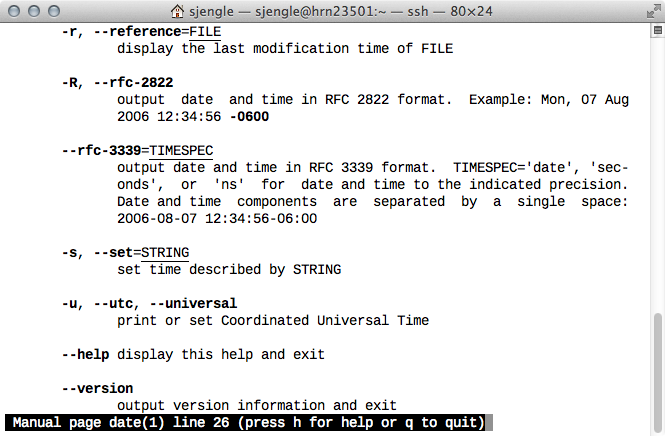 sjengle — sjengle@hrn23501:~ — ssh — 80×24
-r, --reference=FILE
display the last modification time of FILE
-R, --rfc-2822
output  date  and time in RFC 2822 format.  Example: Mon, 07 Aug
2006 12:34:56 -0600
--rfc-3339=TIMESPEC
output date and time in RFC 3339 format.  TIMESPEC='date', 'sec-
onds',  or  'ns'  for  date and time to the indicated precision.
Date and time  components  are  separated  by  a  single  space:
2006-08-07 12:34:56-06:00
-s, --set=STRING
set time described by STRING
-u, --utc, --universal
print or set Coordinated Universal Time
--help display this help and exit
--version
output version information and exit
Manual page date(1) line 26 (press h for help or q to quit)